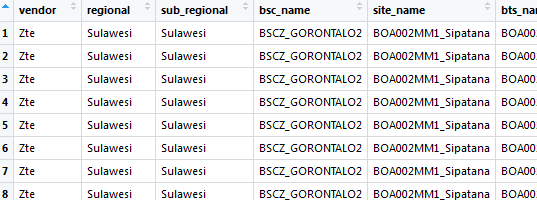 vendor regional sub_regional bsc_name site_name bts_na
1 Zte Sulawesi Sulawesi BSCZ_GORONTALO2 BOA002MM1_Sipatana BOA00
2 Zte Sulawesi Sulawesi BSCZ_GORONTALO2 BOA002MM1_Sipatana BOA00
3 Zte Sulawesi Sulawesi BSCZ_GORONTALO2 BOA002MM1_Sipatana BOA00
4 Zte Sulawesi Sulawesi BSCZ_GORONTALO2 BOA002MM1_Sipatana BOA00
5 Zte Sulawesi Sulawesi BSCZ_GORONTALO2 BOA002MM1_Sipatana BOA00
6 Zte Sulawesi Sulawesi BSCZ_GORONTALO2 BOA002MM1_Sipatana BOA00
7 Zte Sulawesi Sulawesi BSCZ_GORONTALO2 BOA002MM1_Sipatana BOA00
8 Zte Sulawesi Sulawesi BSCZ_GORONTALO2 BOA002MM1_Sipatana BOA00